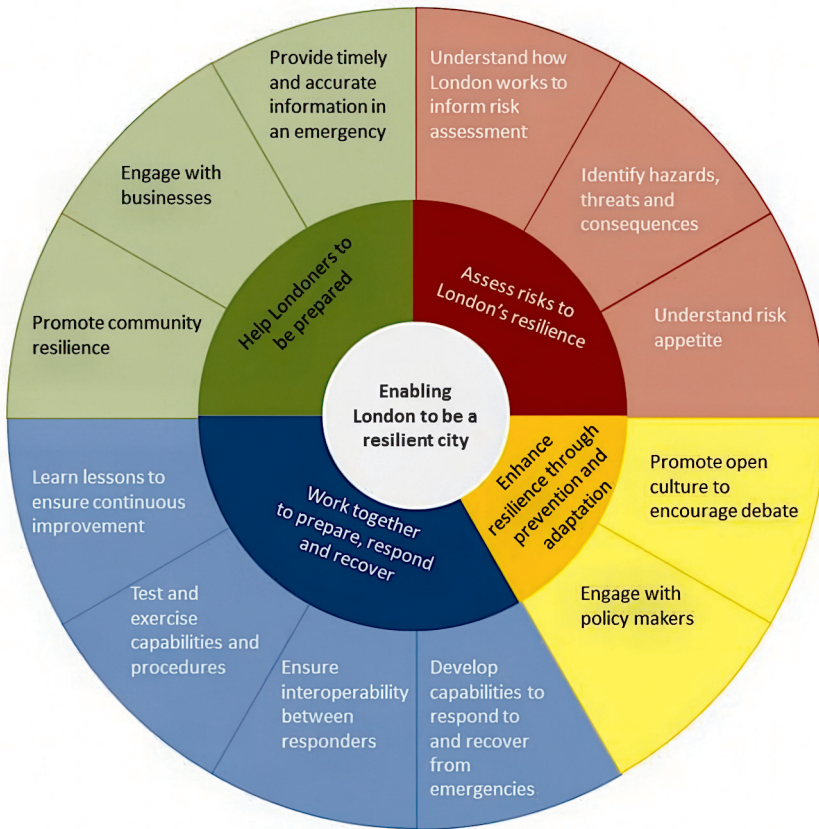 Provide timely
and accurate
information in
an emergency
Understand how
London works to
inform risk
assessment
Engage with
businesses
Identify hazards,
threats and
consequences
Promote community
resilience
Help Londoners to
be prepared
Assess risks to
London's resilience
Understand risk
appetite
Enabling
London to be a
resilient city
Learn lessons to
ensure continuous
improvement
Work together
to prepare, respond
and recover
Enhance
resilience through
prevention and
adaptation
Promote open
culture to
encourage debate
Test and
exercise
capabilities and
procedures
Engage with
policy makers
Ensure
interoperability
between
responders
Develop
capabilities to
respond to
and recover
from
emergencies